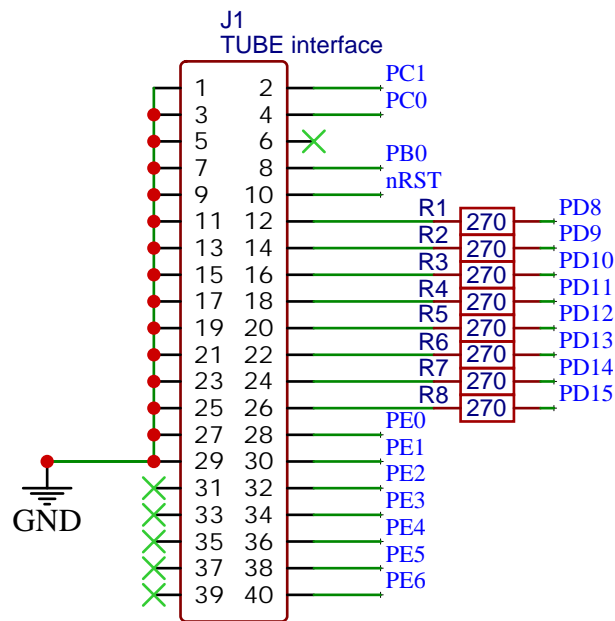 J1
TUBE interface
1 2 PC1
3 4 PC0
5 6
7 8 PB0
9 10 nRST
11 12 R1 270 PD8
13 14 R2 270 PD9
15 16 R3 270 PD10
17 18 R4 270 PD11
19 20 R5 270 PD12
21 22 R6 270 PD13
23 24 R7 270 PD14
25 26 R8 270 PD15
27 28 PE0
29 30 PE1
31 32 PE2
33 34 PE3
35 36 PE4
37 38 PE5
39 40 PE6
GND